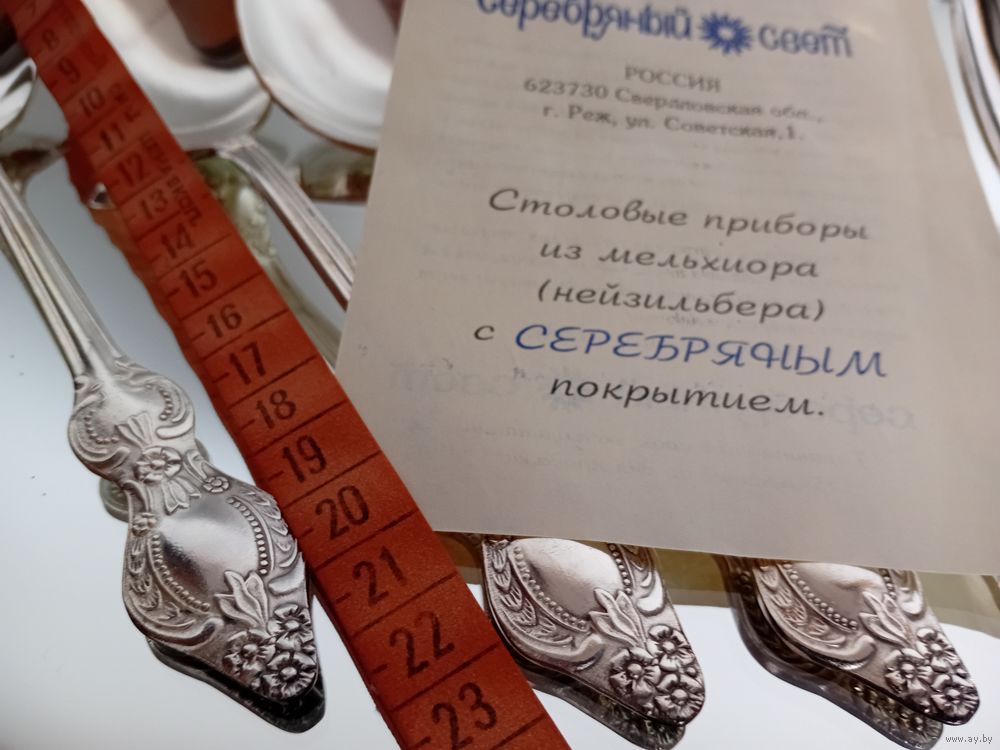 серебряный свет
РОССИЯ
623730 Свердловская обл.,
г. Реж, ул. Советская,1.
Столовые приборы
из мельхиора
(нейзильбера)
с СЕРЕБРЯНЫМ
покрытием.
8
9
10
11
12
13
14
15
16
17
18
19
20
21
22
23
www.ay.by